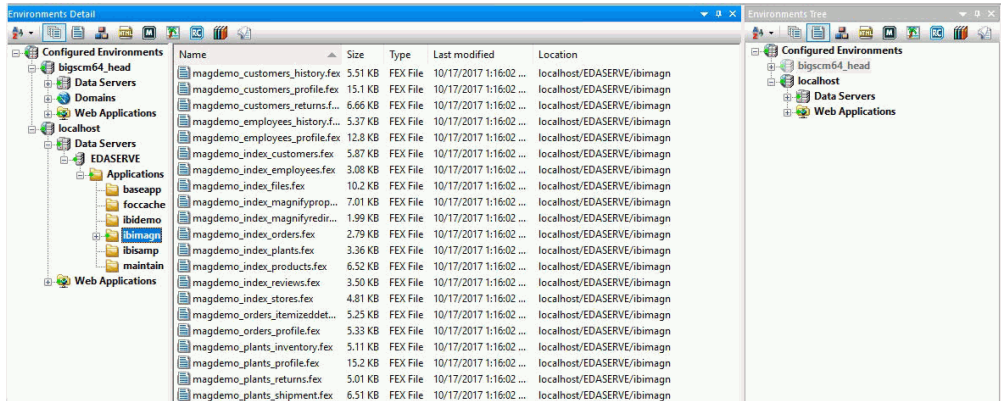 Environments Detail
Configured Environments
bigscm64_head
Data Servers
Domains
Web Applications
localhost
Data Servers
EDASERVE
Applications
baseapp
foccache
ibidemo
ibimagn
ibisamp
maintain
Web Applications
Name Size Type Last modified Location
magdemo_customers_history.fex 5.51 KB FEX File 10/17/2017 1:16:02 ... localhost/EDASERVE/ibimagn
magdemo_customers_profile.fex 15.1 KB FEX File 10/17/2017 1:16:02 ... localhost/EDASERVE/ibimagn
magdemo_customers_returns.f... 6.66 KB FEX File 10/17/2017 1:16:02 ... localhost/EDASERVE/ibimagn
magdemo_employees_history.f... 5.37 KB FEX File 10/17/2017 1:16:02 ... localhost/EDASERVE/ibimagn
magdemo_employees_profile.fex 12.8 KB FEX File 10/17/2017 1:16:02 ... localhost/EDASERVE/ibimagn
magdemo_index_customers.fex 5.87 KB FEX File 10/17/2017 1:16:02 ... localhost/EDASERVE/ibimagn
magdemo_index_employees.fex 3.08 KB FEX File 10/17/2017 1:16:02 ... localhost/EDASERVE/ibimagn
magdemo_index_files.fex 10.2 KB FEX File 10/17/2017 1:16:02 ... localhost/EDASERVE/ibimagn
magdemo_index_magnifyprop... 7.01 KB FEX File 10/17/2017 1:16:02 ... localhost/EDASERVE/ibimagn
magdemo_index_magnifyredir... 1.99 KB FEX File 10/17/2017 1:16:02 ... localhost/EDASERVE/ibimagn
magdemo_index_orders.fex 2.79 KB FEX File 10/17/2017 1:16:02 ... localhost/EDASERVE/ibimagn
magdemo_index_plants.fex 3.36 KB FEX File 10/17/2017 1:16:02 ... localhost/EDASERVE/ibimagn
magdemo_index_products.fex 6.52 KB FEX File 10/17/2017 1:16:02 ... localhost/EDASERVE/ibimagn
magdemo_index_reviews.fex 3.50 KB FEX File 10/17/2017 1:16:02 ... localhost/EDASERVE/ibimagn
magdemo_index_stores.fex 4.81 KB FEX File 10/17/2017 1:16:02 ... localhost/EDASERVE/ibimagn
magdemo_orders_itemizeddet... 5.25 KB FEX File 10/17/2017 1:16:02 ... localhost/EDASERVE/ibimagn
magdemo_orders_profile.fex 5.33 KB FEX File 10/17/2017 1:16:02 ... localhost/EDASERVE/ibimagn
magdemo_plants_inventory.fex 5.11 KB FEX File 10/17/2017 1:16:02 ... localhost/EDASERVE/ibimagn
magdemo_plants_profile.fex 15.2 KB FEX File 10/17/2017 1:16:02 ... localhost/EDASERVE/ibimagn
magdemo_plants_returns.fex 5.01 KB FEX File 10/17/2017 1:16:02 ... localhost/EDASERVE/ibimagn
magdemo_plants_shipment.fex 6.51 KB FEX File 10/17/2017 1:16:02 ... localhost/EDASERVE/ibimagn
Environments Tree
Configured Environments
bigscm64_head
localhost
Data Servers
Web Applications